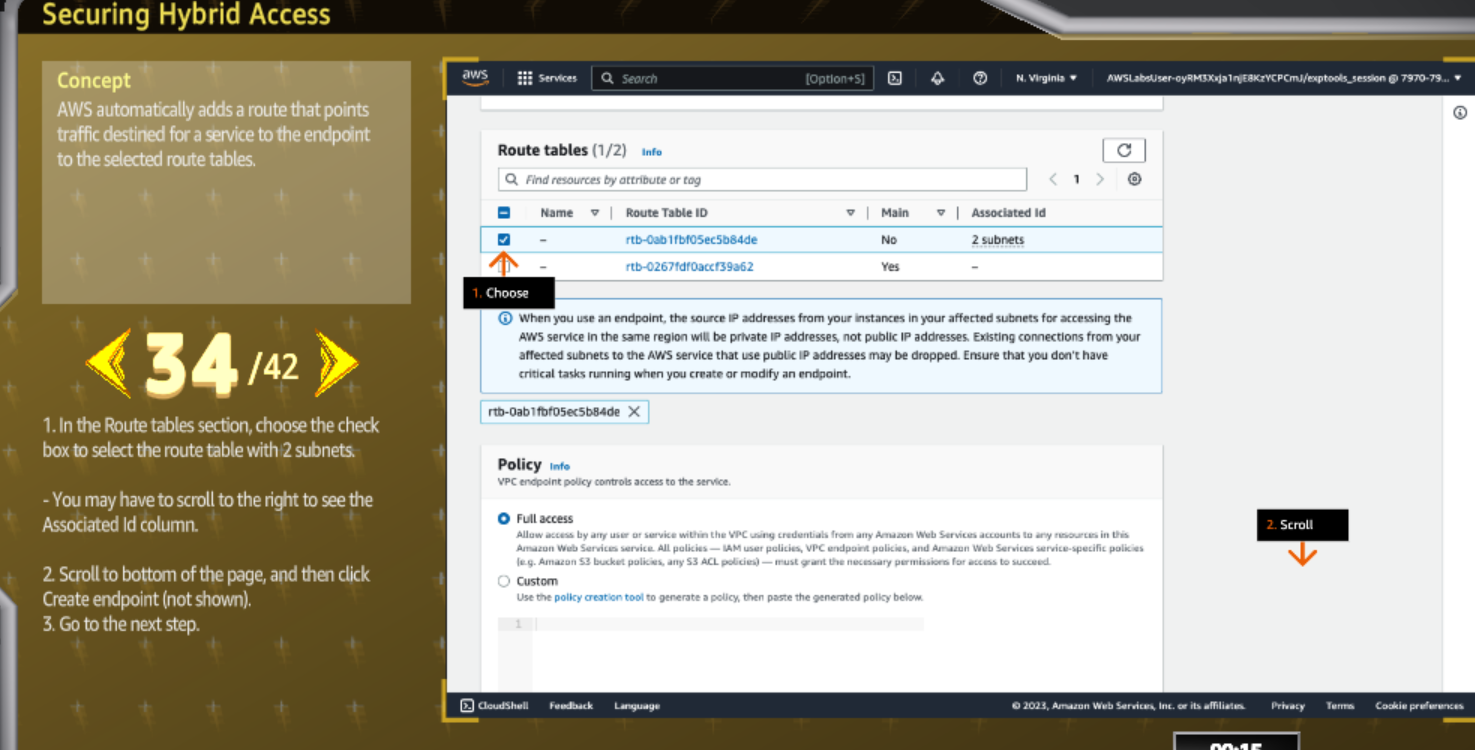 Securing Hybrid Access
Concept
AWS automatically adds a route that points
traffic destined for a service to the endpoint
to the selected route tables.
34/42
1. In the Route tables section, choose the check
box to select the route table with 2 subnets.
- You may have to scroll to the right to see the
Associated Id column.
2. Scroll to bottom of the page, and then click
Create endpoint (not shown).
3. Go to the next step.
aws
Services
Search
[Option+S]
N. Virginia
AWSLabsUser-oyRM3Xxja1njE8KzYCPCmJ/exptools_session @ 7970-79...
Route tables (1/2) Info
Find resources by attribute or tag
1
Name
Route Table ID
Main
Associated Id
– rtb-0ab1fbf05ec5b84de No 2 subnets
– rtb-0267fdf0accf39a62 Yes –
1. Choose
When you use an endpoint, the source IP addresses from your instances in your affected subnets for accessing the
AWS service in the same region will be private IP addresses, not public IP addresses. Existing connections from your
affected subnets to the AWS service that use public IP addresses may be dropped. Ensure that you don't have
critical tasks running when you create or modify an endpoint.
rtb-0ab1fbf05ec5b84de
Policy Info
VPC endpoint policy controls access to the service.
Full access
Allow access by any user or service within the VPC using credentials from any Amazon Web Services accounts to any resources in this
Amazon Web Services service. All policies — IAM user policies, VPC endpoint policies, and Amazon Web Services service-specific policies
(e.g. Amazon S3 bucket policies, any S3 ACL policies) — must grant the necessary permissions for access to succeed.
Custom
Use the policy creation tool to generate a policy, then paste the generated policy below.
1
2. Scroll
CloudShell
Feedback
Language
© 2023, Amazon Web Services, Inc. or its affiliates.
Privacy
Terms
Cookie preferences